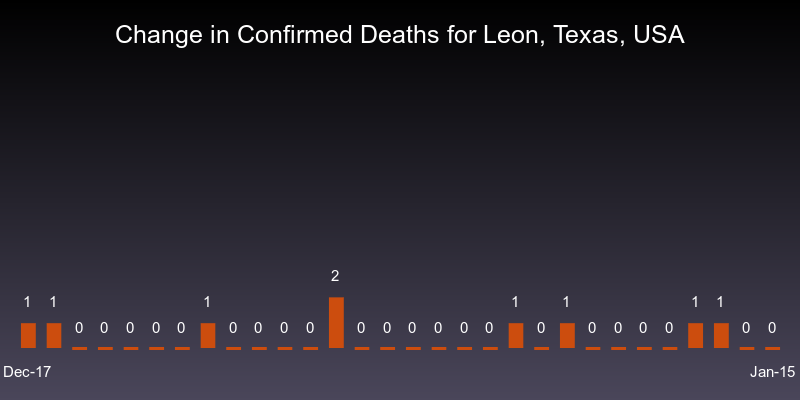 Change in Confirmed Deaths for Leon, Texas, USA
2
1 1 1 1 1 1 1
0 0 0 0 0 0 0 0 0 0 0 0 0 0 0 0 0 0 0 0 0 0
Dec-17 Jan-15